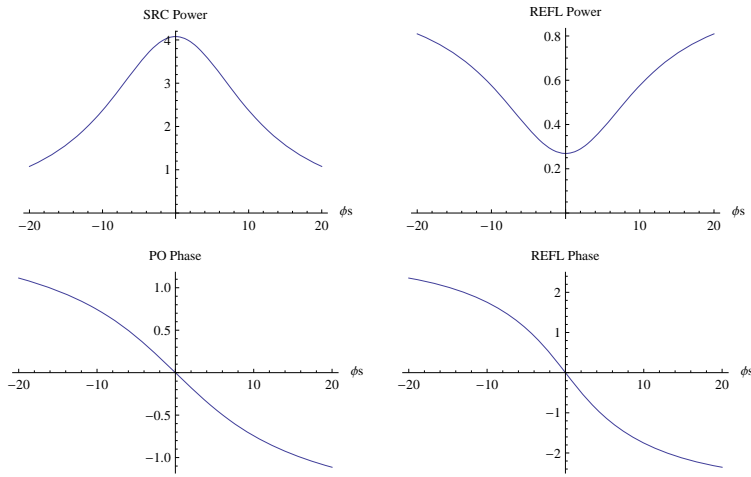 SRC Power
4
3
2
1
−20 −10 10 20 ϕs
REFL Power
0.8
0.6
0.4
0.2
−20 −10 10 20 ϕs
PO Phase
1.0
0.5
−20 −10 10 20 ϕs
−0.5
−1.0
REFL Phase
2
1
−20 −10 10 20 ϕs
−1
−2